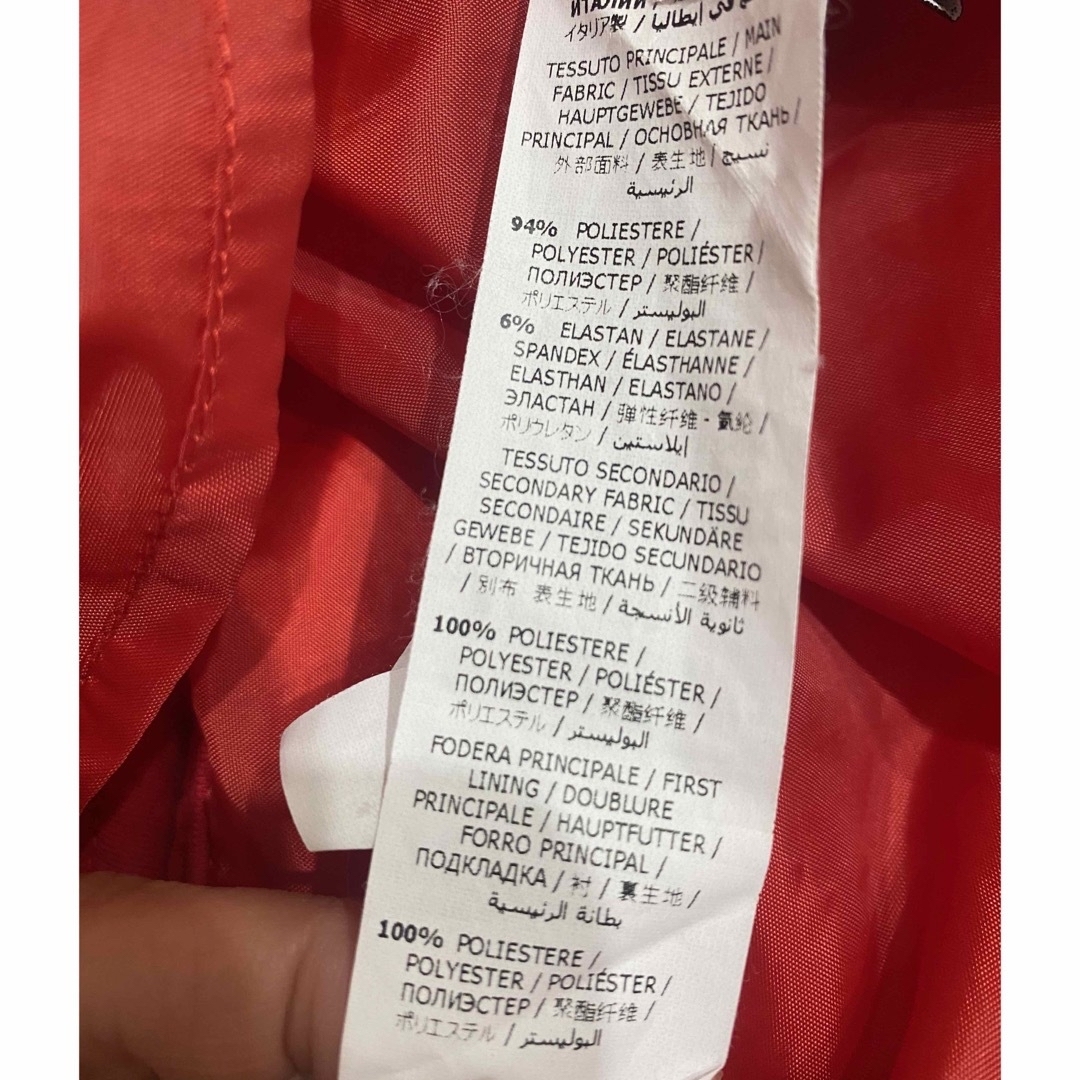 ИТАЛИИ
イタリア製 / في إيطاليا /
TESSUTO PRINCIPALE / MAIN
FABRIC / TISSU EXTERNE /
HAUPTGEWEBE / TEJIDO
PRINCIPAL / ОСНОВНАЯ ТКАНЬ /
外部面料 / 表生地 / نسيج
الرئيسية
94% POLIESTERE /
POLYESTER / POLIÉSTER /
ПОЛИЭСТЕР / 聚酯纤维 /
ポリエステル / البوليستر
6% ELASTAN / ELASTANE /
SPANDEX / ÉLASTHANNE /
ELASTHAN / ELASTANO /
ЭЛАСТАН / 弹性纤维 - 氨纶 /
ポリウレタン / إيلاستين
TESSUTO SECONDARIO /
SECONDARY FABRIC / TISSU
SECONDAIRE / SEKUNDÄRE
GEWEBE / TEJIDO SECUNDARIO
/ ВТОРИЧНАЯ ТКАНЬ / 二级辅料
/ 別布 表生地 / ثانوية الأنسجة
100% POLIESTERE /
POLYESTER / POLIÉSTER /
ПОЛИЭСТЕР / 聚酯纤维 /
ポリエステル / البوليستر
FODERA PRINCIPALE / FIRST
LINING / DOUBLURE
PRINCIPALE / HAUPTFUTTER /
FORRO PRINCIPAL /
ПОДКЛАДКА / 衬 / 裏生地 /
بطانة الرئيسية
100% POLIESTERE /
POLYESTER / POLIÉSTER /
ПОЛИЭСТЕР / 聚酯纤维 /
ポリエステル / البوليستر